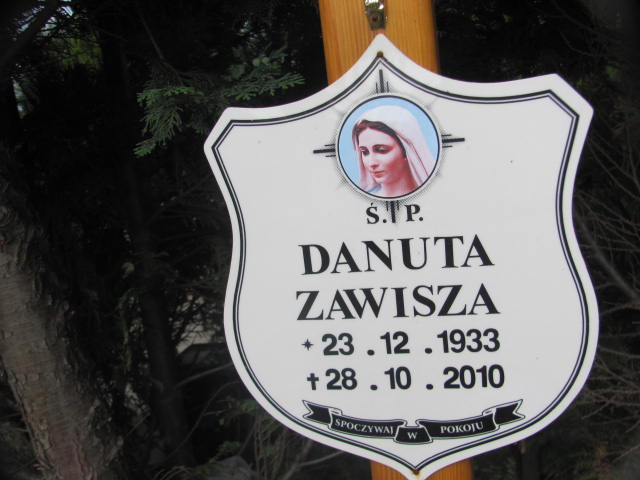 Ś. P.
DANUTA
ZAWISZA
* 23 . 12 . 1933
† 28 . 10 . 2010
SPOCZYWAJ W POKOJU